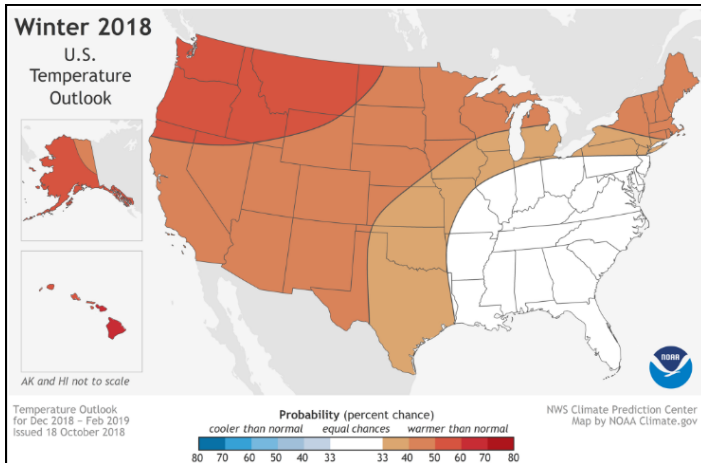 Winter 2018
U.S.
Temperature
Outlook
AK and HI not to scale
NOAA
Temperature Outlook
for Dec 2018 – Feb 2019
Issued 18 October 2018
Probability (percent chance)
cooler than normal equal chances warmer than normal
80 70 60 50 40 33 33 40 50 60 70 80
NWS Climate Prediction Center
Map by NOAA Climate.gov